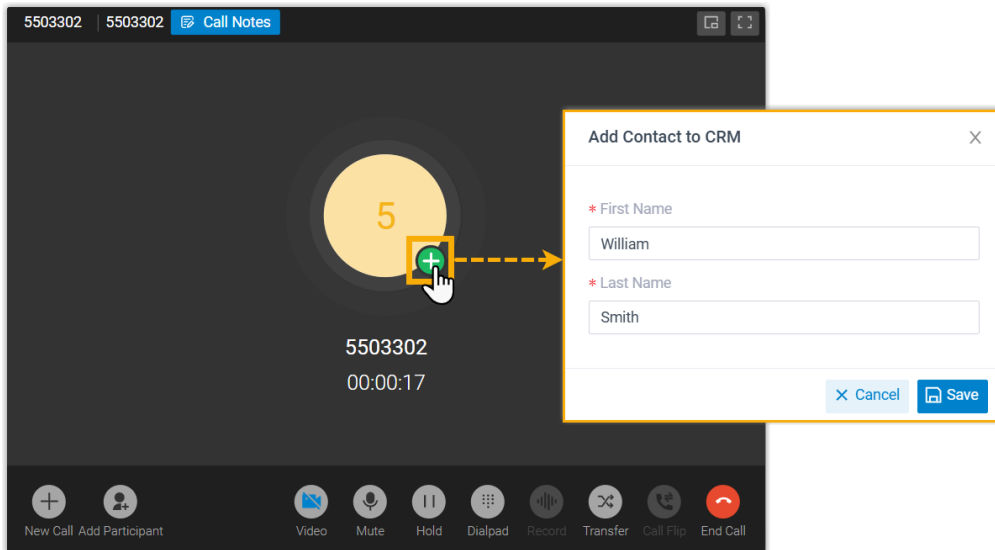 5503302 5503302 Call Notes
5
5503302
00:00:17
Add Contact to CRM
* First Name
William
* Last Name
Smith
Cancel Save
New Call Add Participant Video Mute Hold Dialpad Record Transfer Call Flip End Call